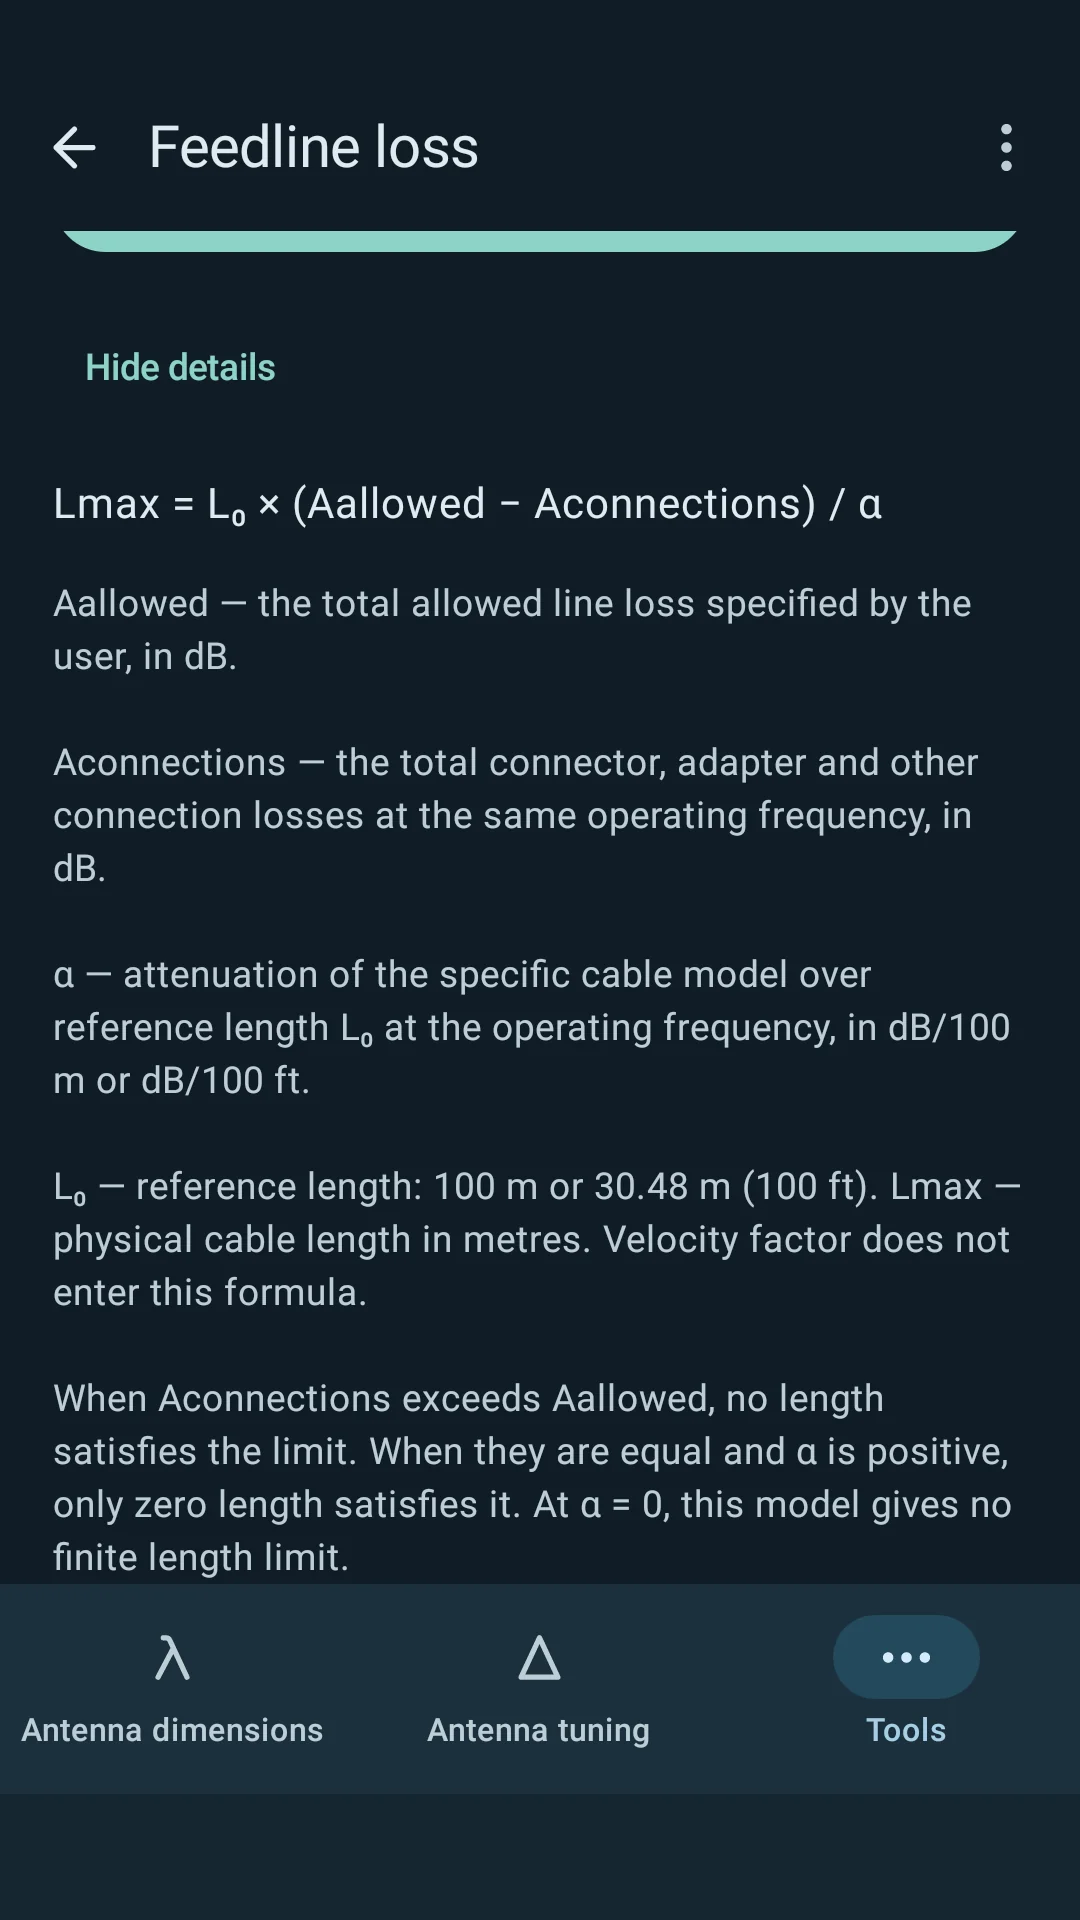 Feedline loss
Hide details
Lmax = L₀ × (Aallowed − Aconnections) / α
Aallowed — the total allowed line loss specified by the
user, in dB.
Aconnections — the total connector, adapter and other
connection losses at the same operating frequency, in
dB.
α — attenuation of the specific cable model over
reference length L₀ at the operating frequency, in dB/100
m or dB/100 ft.
L₀ — reference length: 100 m or 30.48 m (100 ft). Lmax —
physical cable length in metres. Velocity factor does not
enter this formula.
When Aconnections exceeds Aallowed, no length
satisfies the limit. When they are equal and α is positive,
only zero length satisfies it. At α = 0, this model gives no
finite length limit.
Antenna dimensions
Antenna tuning
Tools